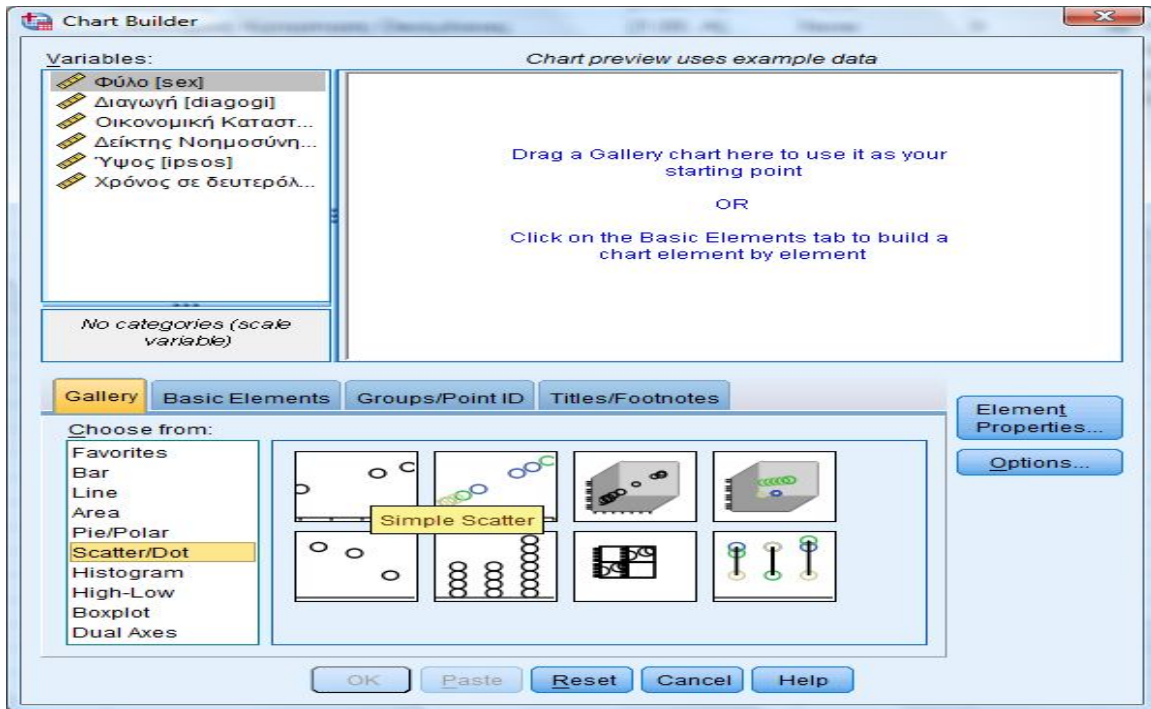 Chart Builder
Variables:
Φύλο [sex]
Διαγωγή [diagogi]
Οικονομική Καταστ...
Δείκτης Νοημοσύνη...
Ύψος [ipsos]
Χρόνος σε δευτερόλ...
No categories (scale
variable)
Chart preview uses example data
Drag a Gallery chart here to use it as your
starting point
OR
Click on the Basic Elements tab to build a
chart element by element
Gallery
Basic Elements
Groups/Point ID
Titles/Footnotes
Choose from:
Favorites
Bar
Line
Area
Pie/Polar
Scatter/Dot
Histogram
High-Low
Boxplot
Dual Axes
Simple Scatter
Element
Properties...
Options...
OK
Paste
Reset
Cancel
Help